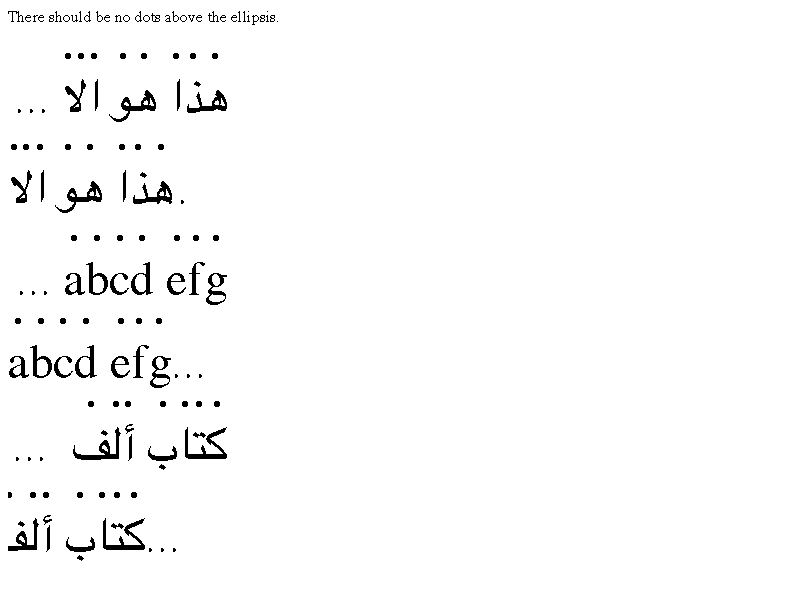 There should be no dots above the ellipsis.
هذا هو الا ...
.هذا هو الا
... abcd efg
abcd efg...
كتاب ألف ...
...كتاب ألف